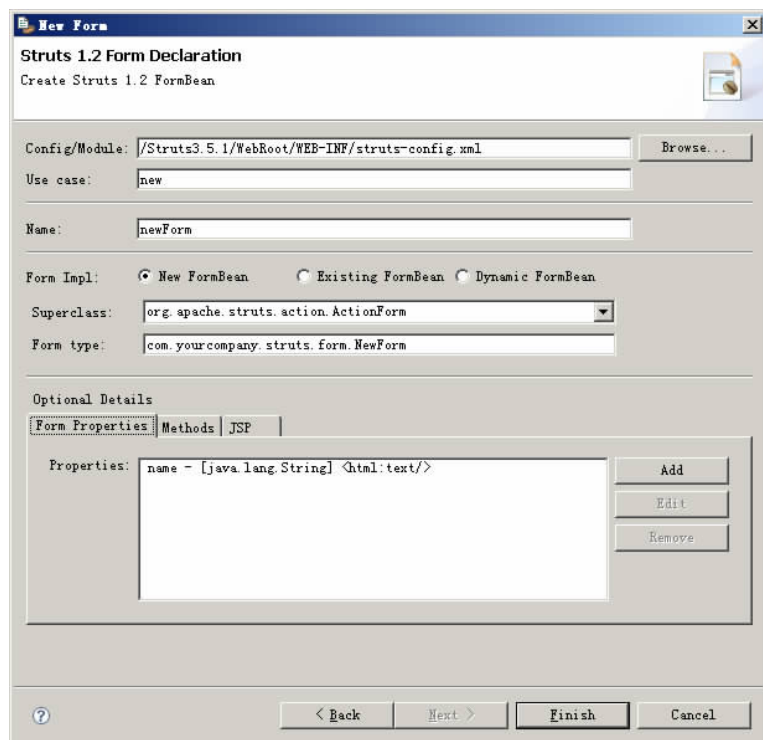 New Form
Struts 1.2 Form Declaration
Create Struts 1.2 FormBean
Config/Module: /Struts3.5.1/WebRoot/WEB-INF/struts-config.xml Browse...
Use case: new
Name: newForm
Form Impl: New FormBean Existing FormBean Dynamic FormBean
Superclass: org.apache.struts.action.ActionForm
Form type: com.yourcompany.struts.form.NewForm
Optional Details
Form Properties Methods JSP
Properties: name - [java.lang.String] <html:text/> Add
Edit
Remove
? < Back Next > Finish Cancel